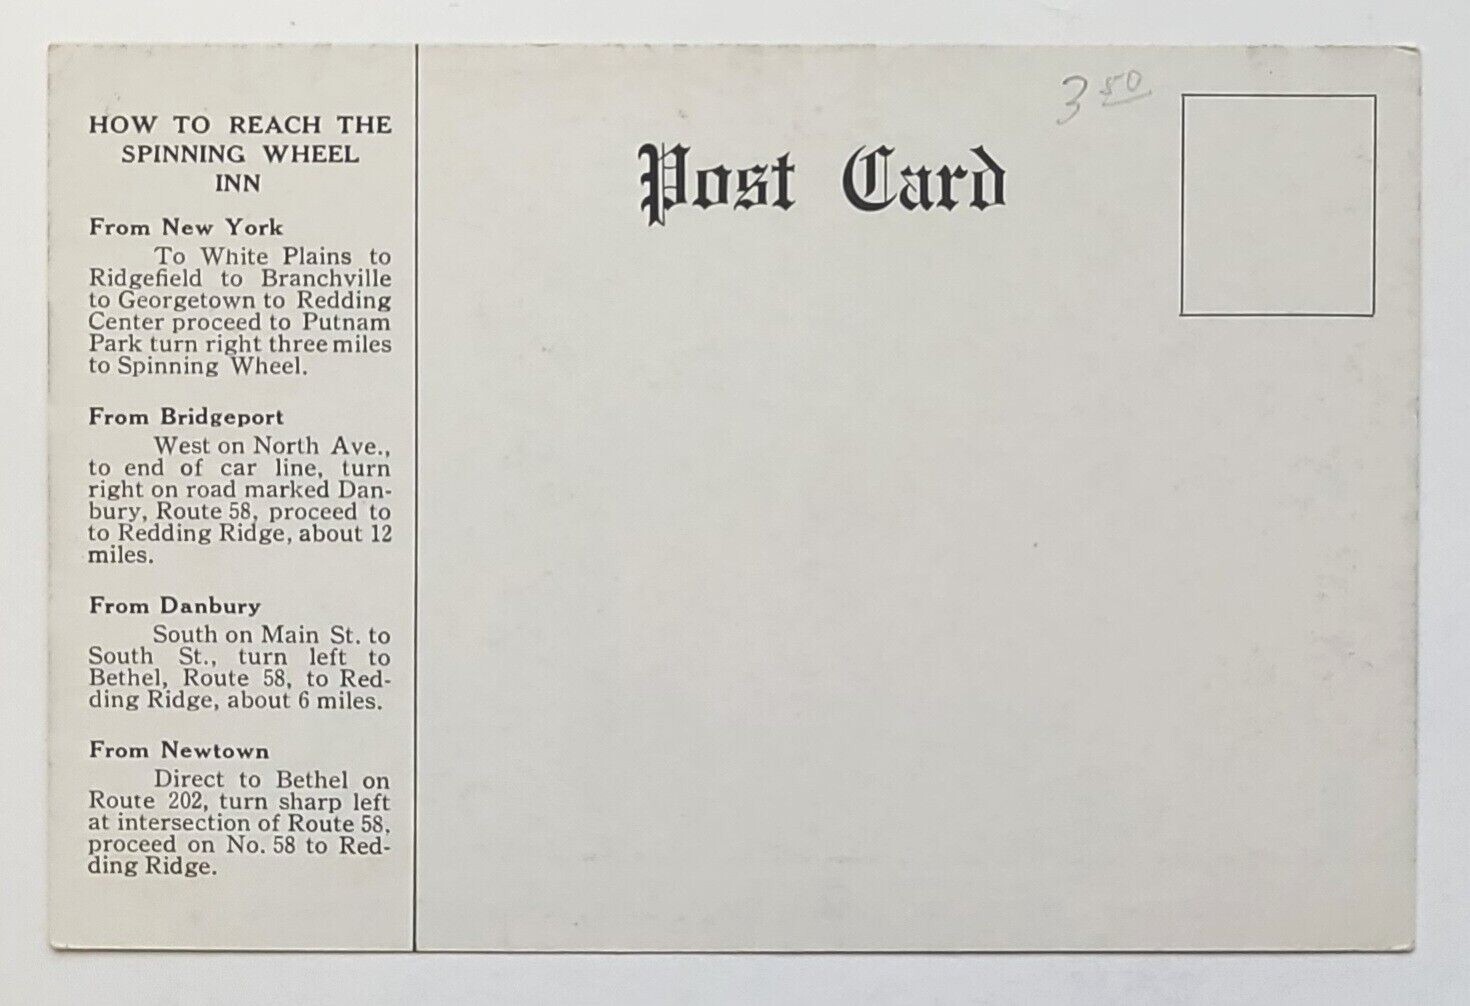 HOW TO REACH THE
SPINNING WHEEL
INN
From New York
To White Plains to
Ridgefield to Branchville
to Georgetown to Redding
Center proceed to Putnam
Park turn right three miles
to Spinning Wheel.
From Bridgeport
West on North Ave.,
to end of car line, turn
right on road marked Dan-
bury, Route 58, proceed to
to Redding Ridge, about 12
miles.
From Danbury
South on Main St. to
South St., turn left to
Bethel, Route 58, to Red-
ding Ridge, about 6 miles.
From Newtown
Direct to Bethel on
Route 202, turn sharp left
at intersection of Route 58,
proceed on No. 58 to Red-
ding Ridge.
Post Card
3 50